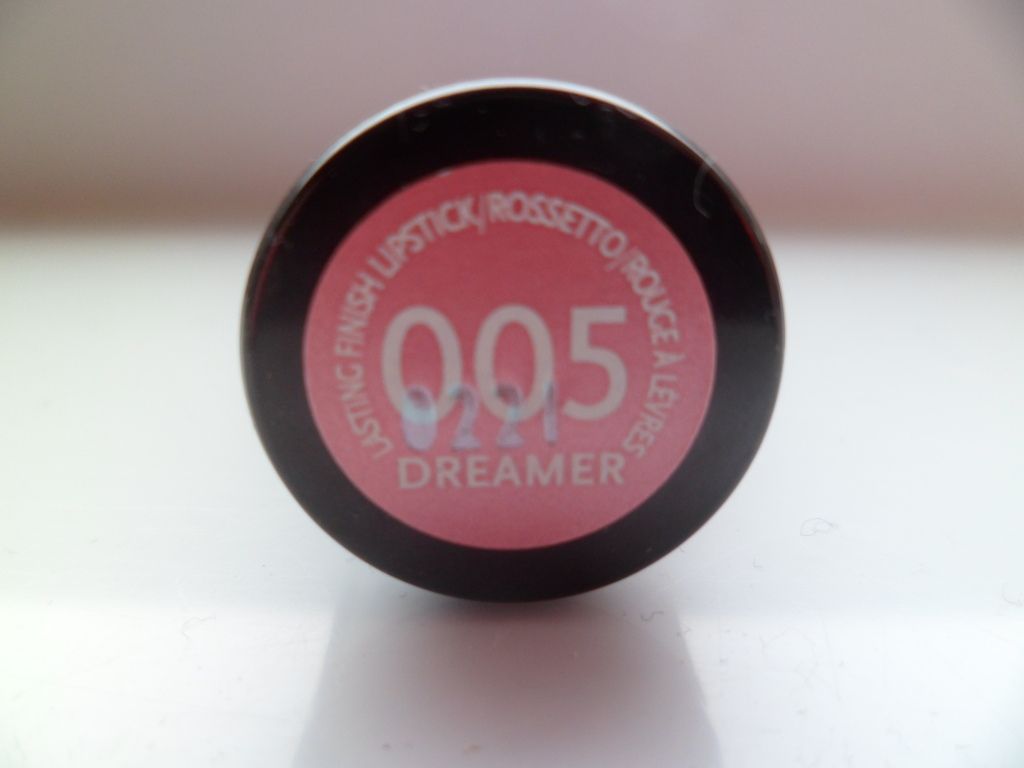 LASTING FINISH LIPSTICK/ROSSETTO/ROUGE À LÈVRES
005
0221
DREAMER